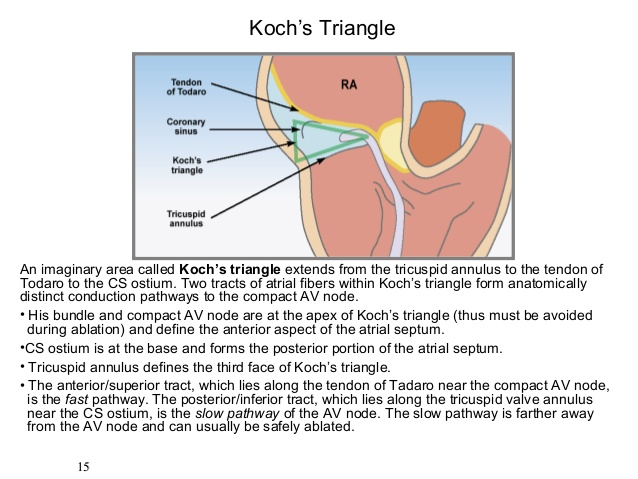 Koch's Triangle
Tendon
of Todaro
RA
Coronary
sinus
Koch's
triangle
Tricuspid
annulus
An imaginary area called Koch's triangle extends from the tricuspid annulus to the tendon of
Todaro to the CS ostium. Two tracts of atrial fibers within Koch's triangle form anatomically
distinct conduction pathways to the compact AV node.
• His bundle and compact AV node are at the apex of Koch's triangle (thus must be avoided
during ablation) and define the anterior aspect of the atrial septum.
•CS ostium is at the base and forms the posterior portion of the atrial septum.
• Tricuspid annulus defines the third face of Koch's triangle.
• The anterior/superior tract, which lies along the tendon of Tadaro near the compact AV node,
is the fast pathway. The posterior/inferior tract, which lies along the tricuspid valve annulus
near the CS ostium, is the slow pathway of the AV node. The slow pathway is farther away
from the AV node and can usually be safely ablated.
15